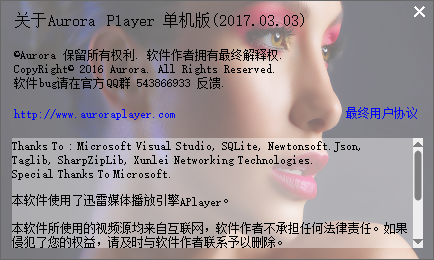 关于Aurora Player 单机版(2017.03.03)
©Aurora 保留所有权利. 软件作者拥有最终解释权.
CopyRight© 2016 Aurora. All Rights Reserved.
软件bug请在官方QQ群 543866933 反馈.
http://www.auroraplayer.com 最终用户协议
Thanks To : Microsoft Visual Studio, SQLite, Newtonsoft.Json,
Taglib, SharpZipLib, Xunlei Networking Technologies.
Special Thanks To Microsoft.
本软件使用了迅雷媒体播放引擎APlayer。
本软件所使用的视频源均来自互联网，软件作者不承担任何法律责任。如果
侵犯了您的权益，请及时与软件作者联系予以删除。